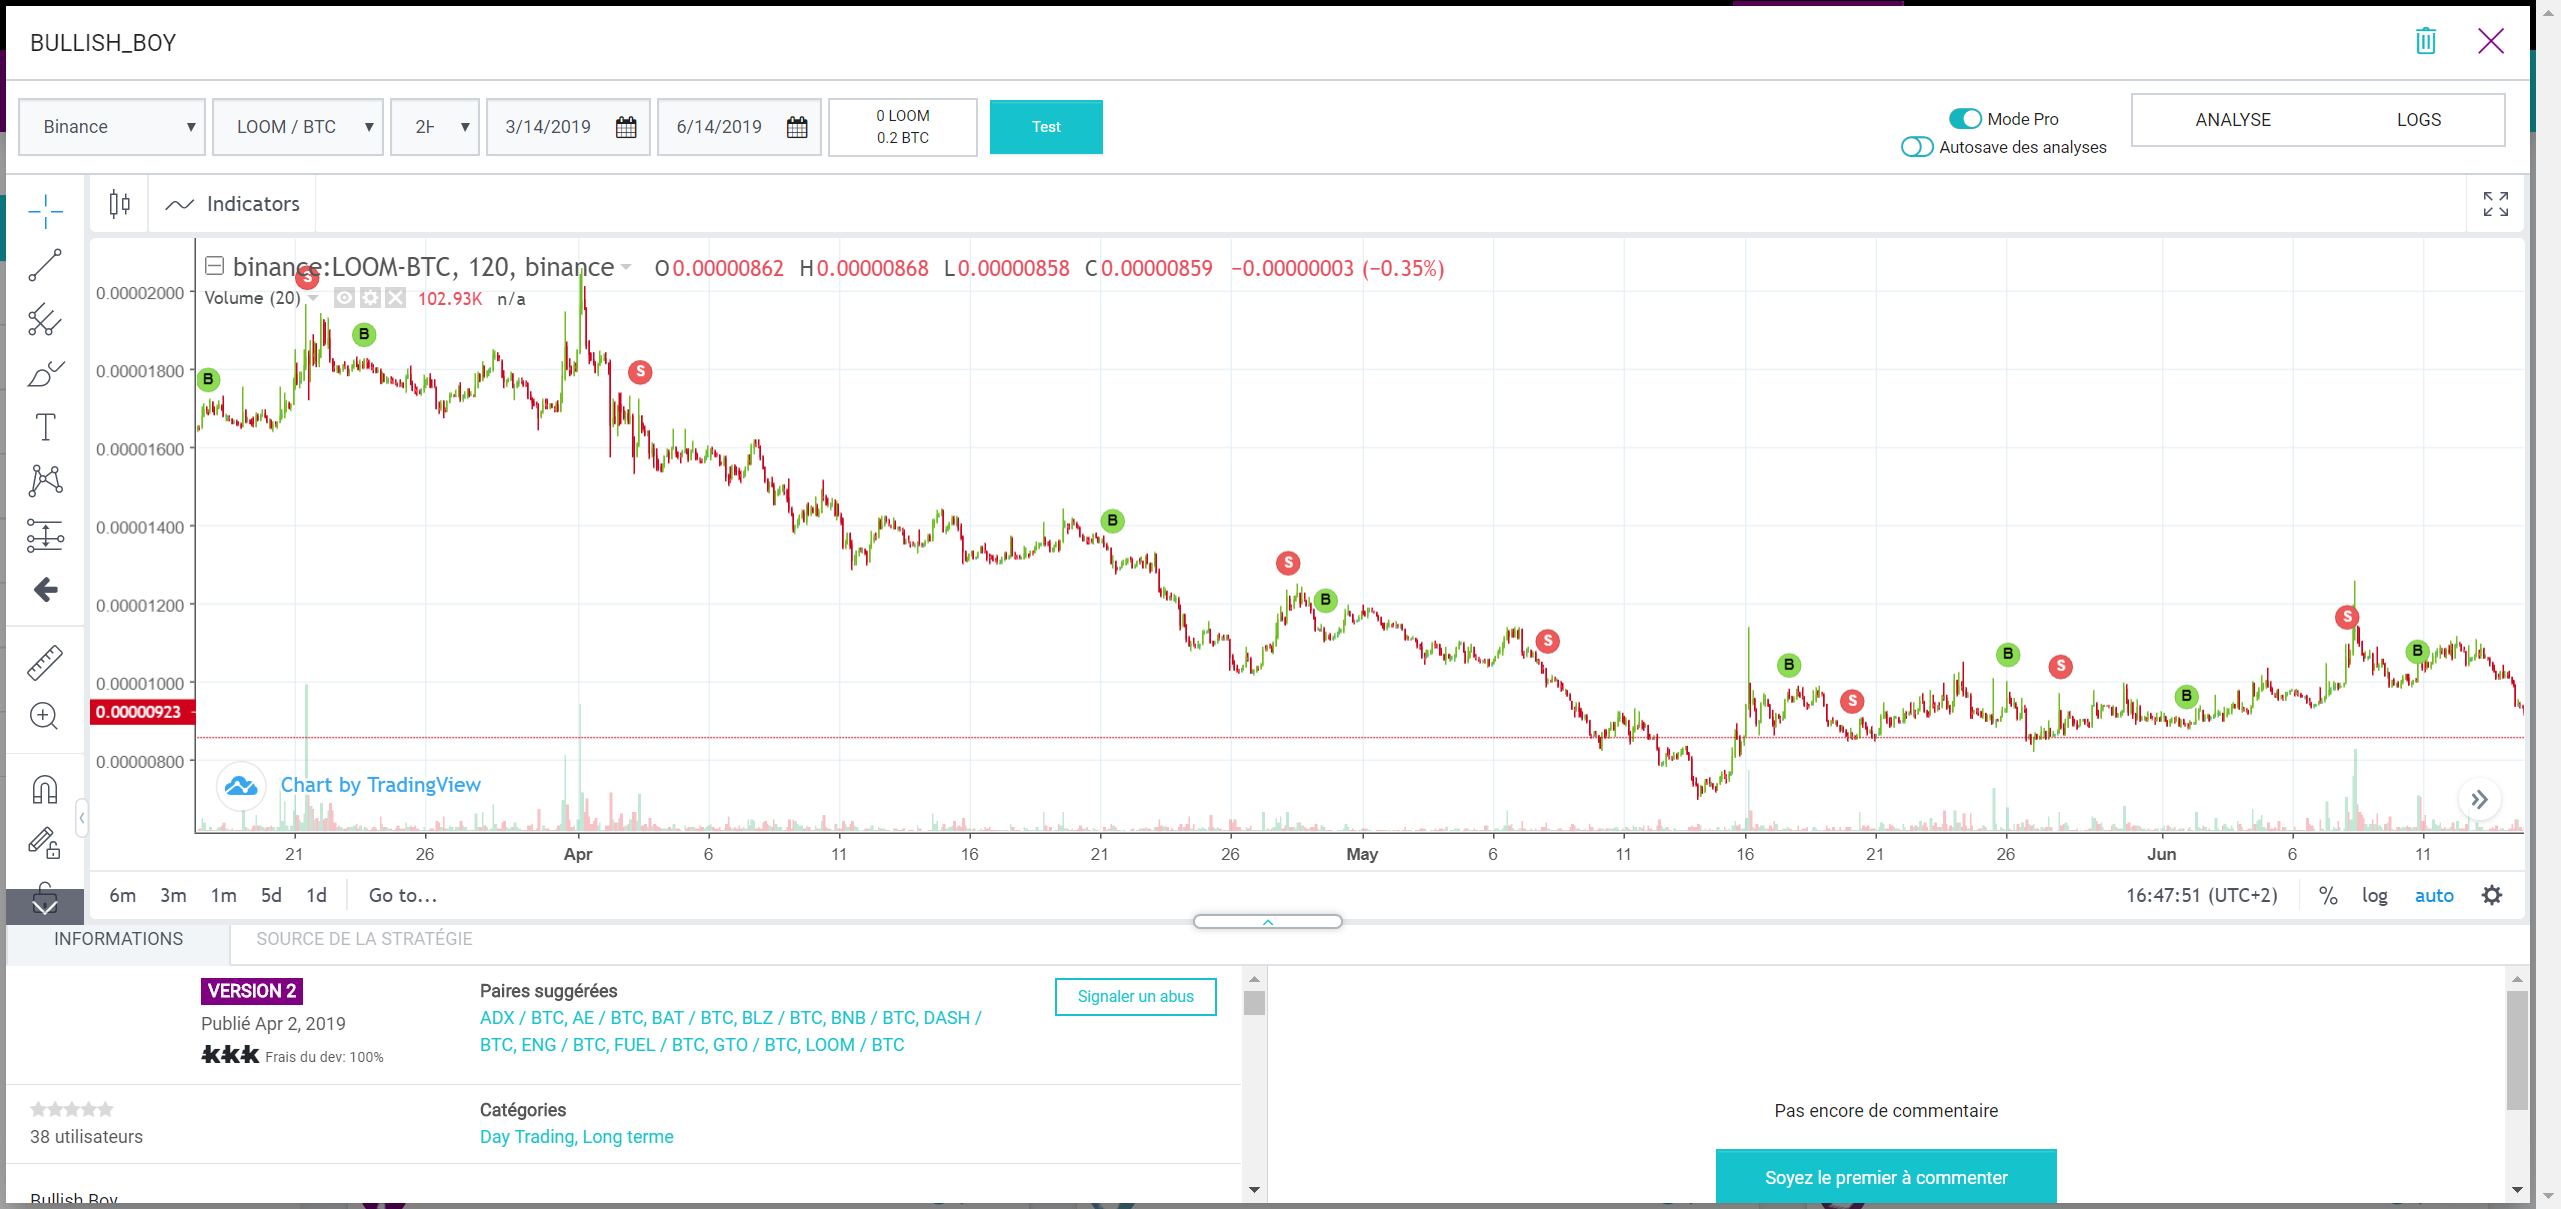 BULLISH_BOY
Binance
LOOM / BTC
2H
3/14/2019
6/14/2019
0 LOOM
0.2 BTC
Test
Mode Pro
Autosave des analyses
ANALYSE
LOGS
Indicators
binance:LOOM-BTC, 120, binance
O0.00000862 H0.00000868 L0.00000858 C0.00000859 −0.00000003 (−0.35%)
Volume (20)
102.93K n/a
0.00002000
0.00001800
0.00001600
0.00001400
0.00001200
0.00001000
0.00000923
0.00000800
B
S
B
S
B
S
B
S
B
S
B
S
B
S
B
Chart by TradingView
21 26 Apr 6 11 16 21 26 May 6 11 16 21 26 Jun 6 11
6m 3m 1m 5d 1d Go to...
16:47:51 (UTC+2) % log auto
INFORMATIONS
SOURCE DE LA STRATÉGIE
VERSION 2
Publié Apr 2, 2019
Frais du dev: 100%
Paires suggérées
ADX / BTC, AE / BTC, BAT / BTC, BLZ / BTC, BNB / BTC, DASH /
BTC, ENG / BTC, FUEL / BTC, GTO / BTC, LOOM / BTC
Signaler un abus
38 utilisateurs
Catégories
Day Trading, Long terme
Bullish Boy
Pas encore de commentaire
Soyez le premier à commenter